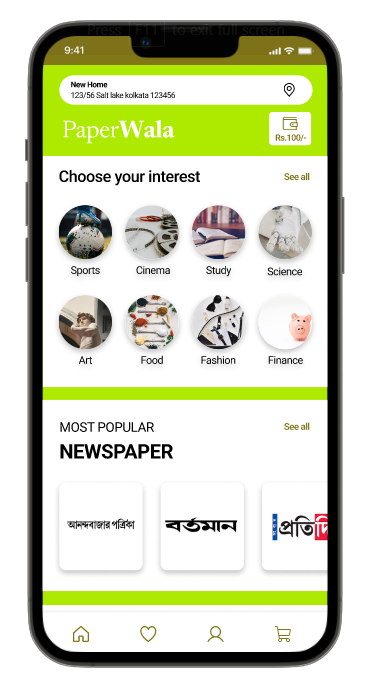 Press F11 to exit full screen
9:41
New Home
123/56 Salt lake kolkata 123456
PaperWala
Rs.100/-
Choose your interest
See all
Sports
Cinema
Study
Science
Art
Food
Fashion
Finance
MOST POPULAR
See all
NEWSPAPER
আনন্দবাজার পত্রিকা
বর্তমান
প্রতিদি